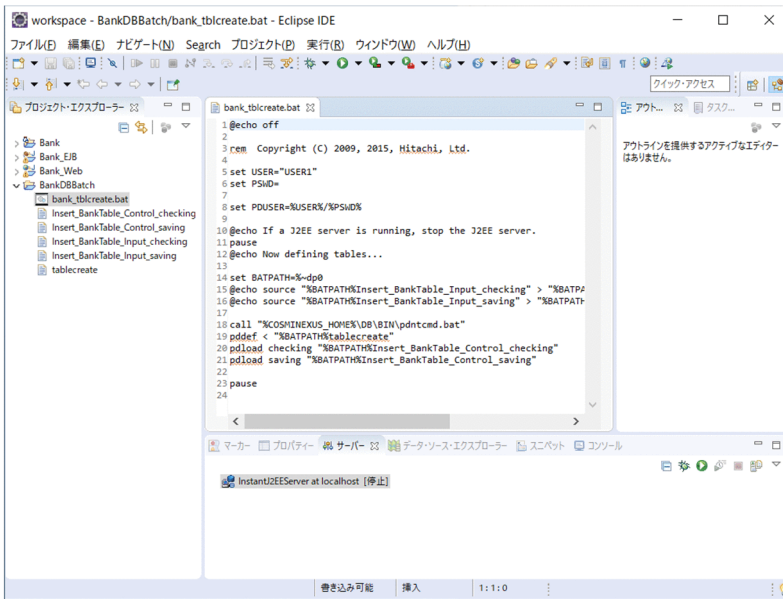 workspace - BankDBBatch/bank_tblcreate.bat - Eclipse IDE
ファイル(F) 編集(E) ナビゲート(N) Search プロジェクト(P) 実行(R) ウィンドウ(W) ヘルプ(H)
クイック・アクセス
プロジェクト・エクスプローラー
Bank
Bank_EJB
Bank_Web
BankDBBatch
bank_tblcreate.bat
Insert_BankTable_Control_checking
Insert_BankTable_Control_saving
Insert_BankTable_Input_checking
Insert_BankTable_Input_saving
tablecreate
bank_tblcreate.bat
1 @echo off
2
3 rem  Copyright (C) 2009, 2015, Hitachi, Ltd.
4
5 set USER="USER1"
6 set PSWD=
7
8 set PDUSER=%USER%/%PSWD%
9
10 @echo If a J2EE server is running, stop the J2EE server.
11 pause
12 @echo Now defining tables...
13
14 set BATPATH=%~dp0
15 @echo source "%BATPATH%Insert_BankTable_Input_checking" > "%BATPA
16 @echo source "%BATPATH%Insert_BankTable_Input_saving" > "%BATPATH
17
18 call "%COSMINEXUS_HOME%\DB\BIN\pdntcmd.bat"
19 pddef < "%BATPATH%tablecreate"
20 pdload checking "%BATPATH%Insert_BankTable_Control_checking"
21 pdload saving "%BATPATH%Insert_BankTable_Control_saving"
22
23 pause
24
アウト... タスク...
アウトラインを提供するアクティブなエディター
はありません。
マーカー プロパティー サーバー データ・ソース・エクスプローラー スニペット コンソール
InstantJ2EEServer at localhost [停止]
書き込み可能 挿入 1:1:0